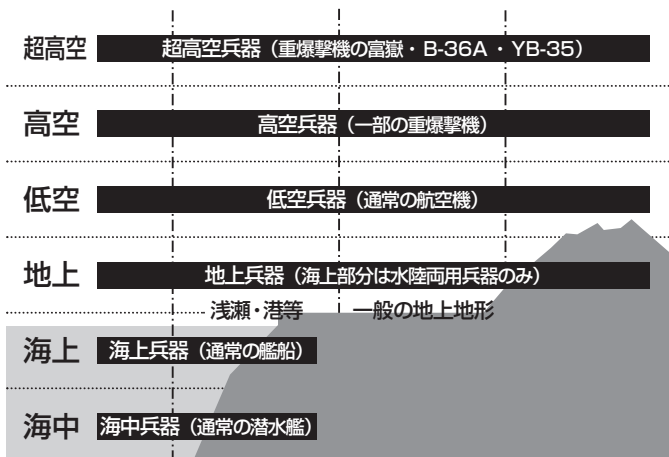 超高空
超高空兵器（重爆撃機の富嶽・B-36A・YB-35）
高空
高空兵器（一部の重爆撃機）
低空
低空兵器（通常の航空機）
地上
地上兵器（海上部分は水陸両用兵器のみ）
浅瀬・港等
一般の地上地形
海上
海上兵器（通常の艦船）
海中
海中兵器（通常の潜水艦）